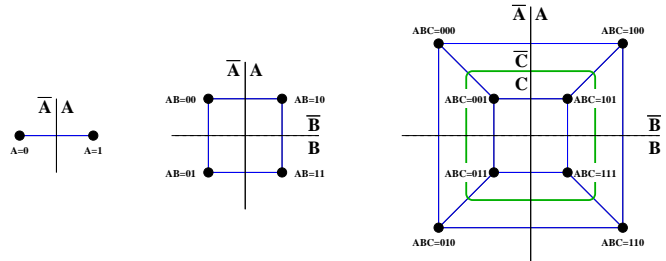 A̅ A
A=0 A=1
A̅ A
AB=00 AB=10
B̅
B
AB=01 AB=11
A̅ A
ABC=000 ABC=100
C̅
C
ABC=001 ABC=101
B̅
B
ABC=011 ABC=111
ABC=010 ABC=110